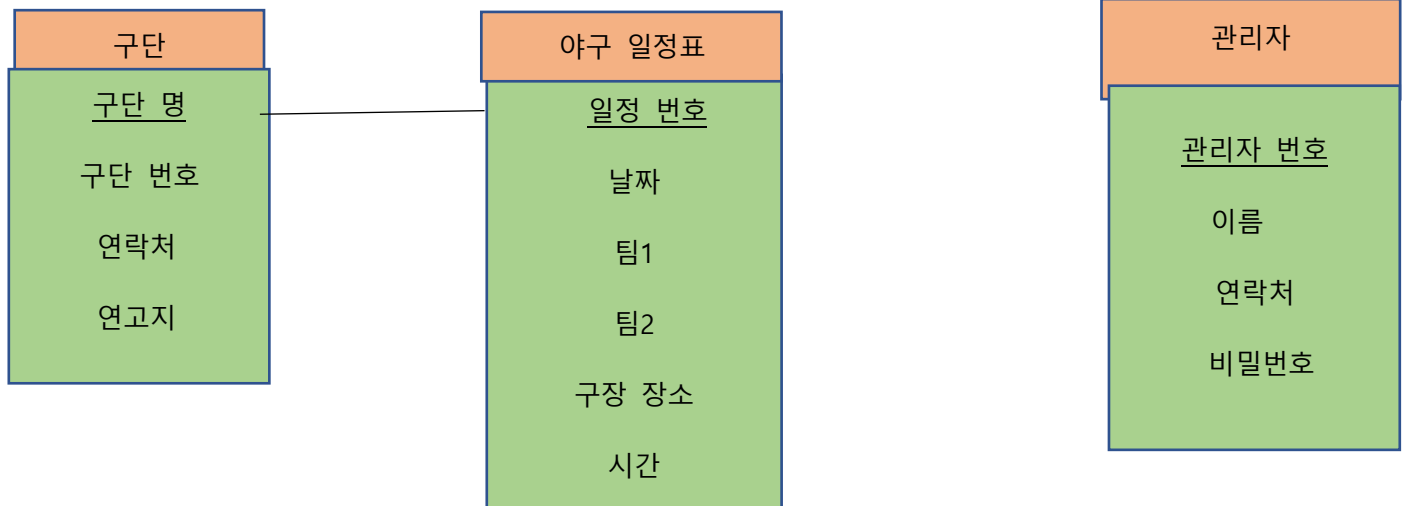 구단
구단 명
구단 번호
연락처
연고지
야구 일정표
일정 번호
날짜
팀1
팀2
구장 장소
시간
관리자
관리자 번호
이름
연락처
비밀번호